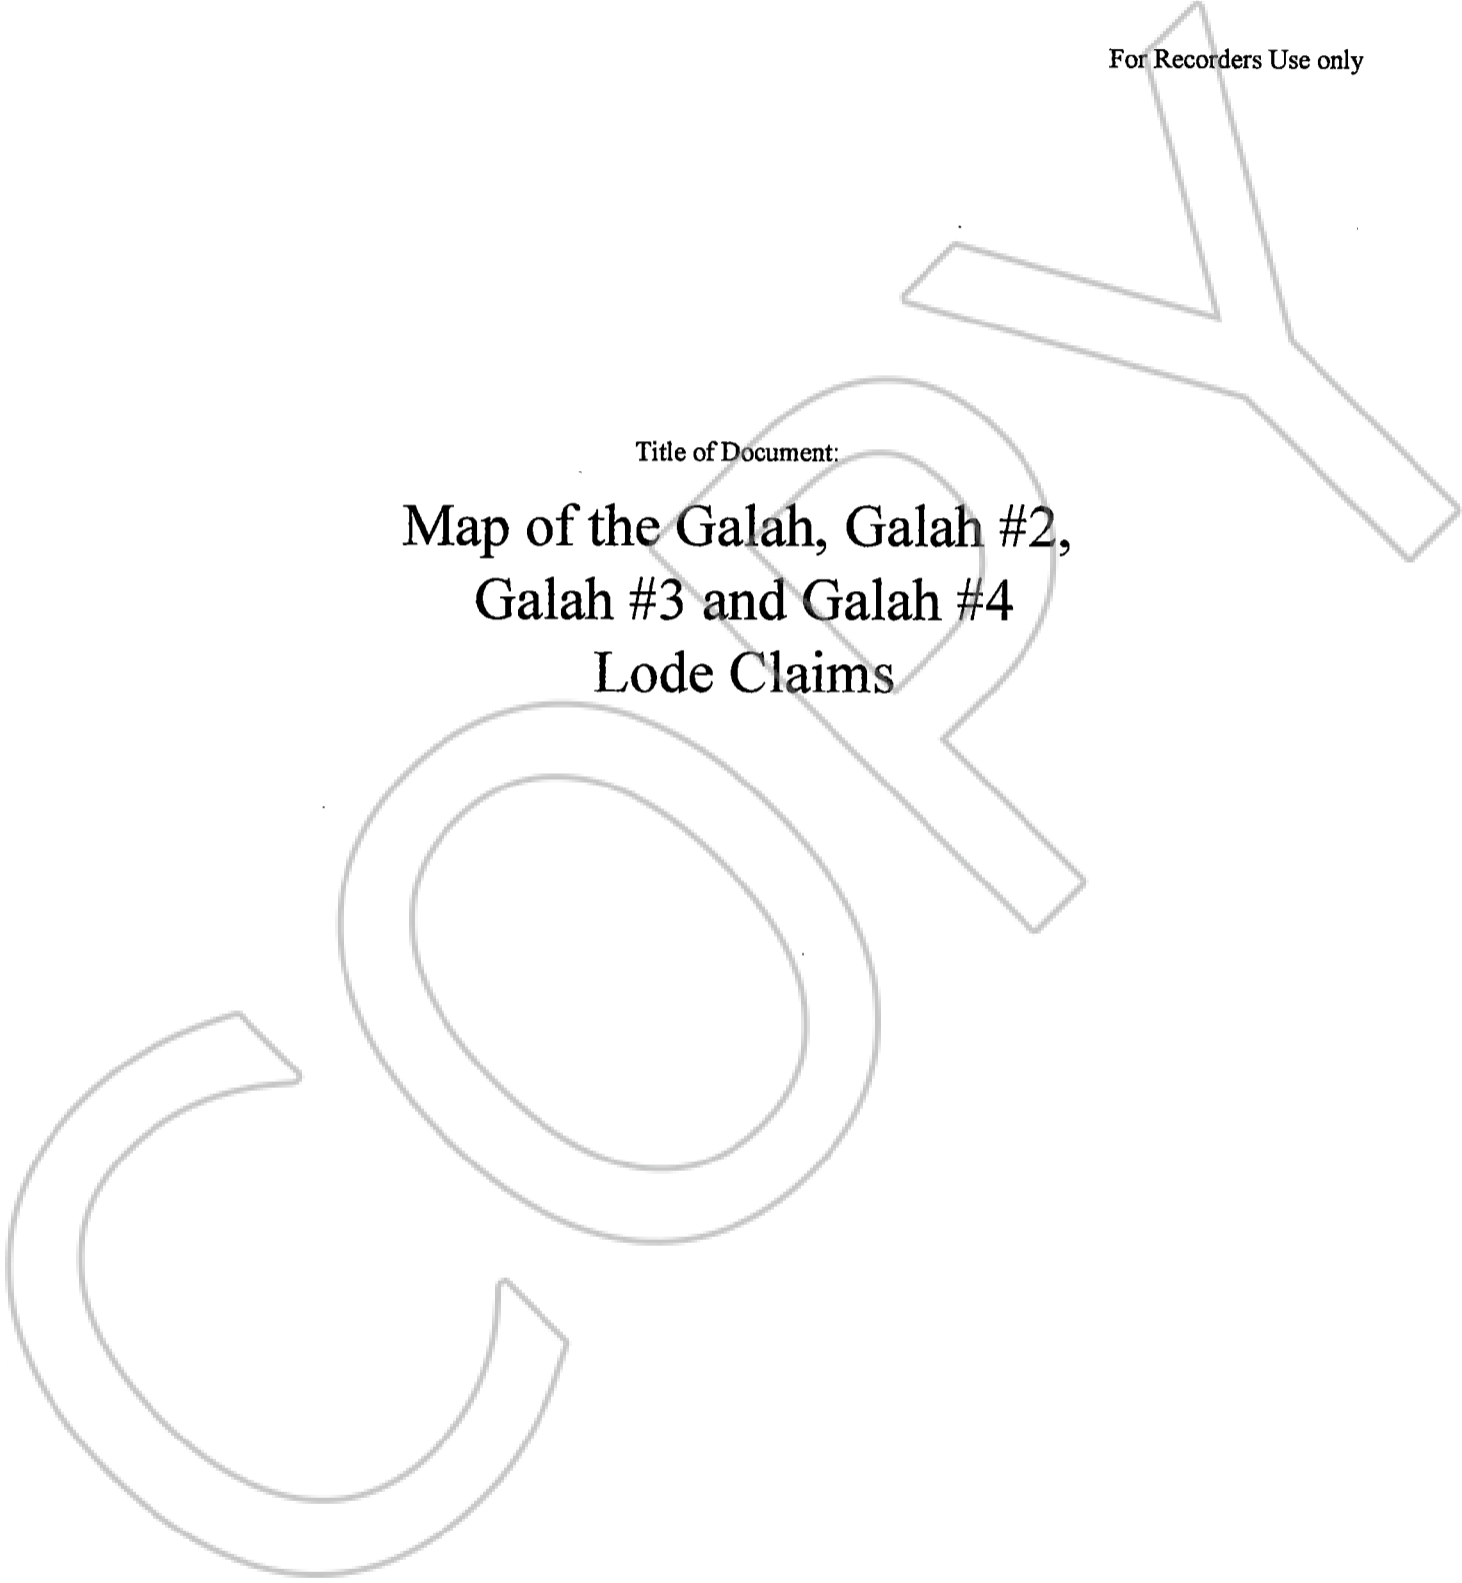 For Recorders Use only
Title of Document:
Map of the Galah, Galah #2,
Galah #3 and Galah #4
Lode Claims
COPY